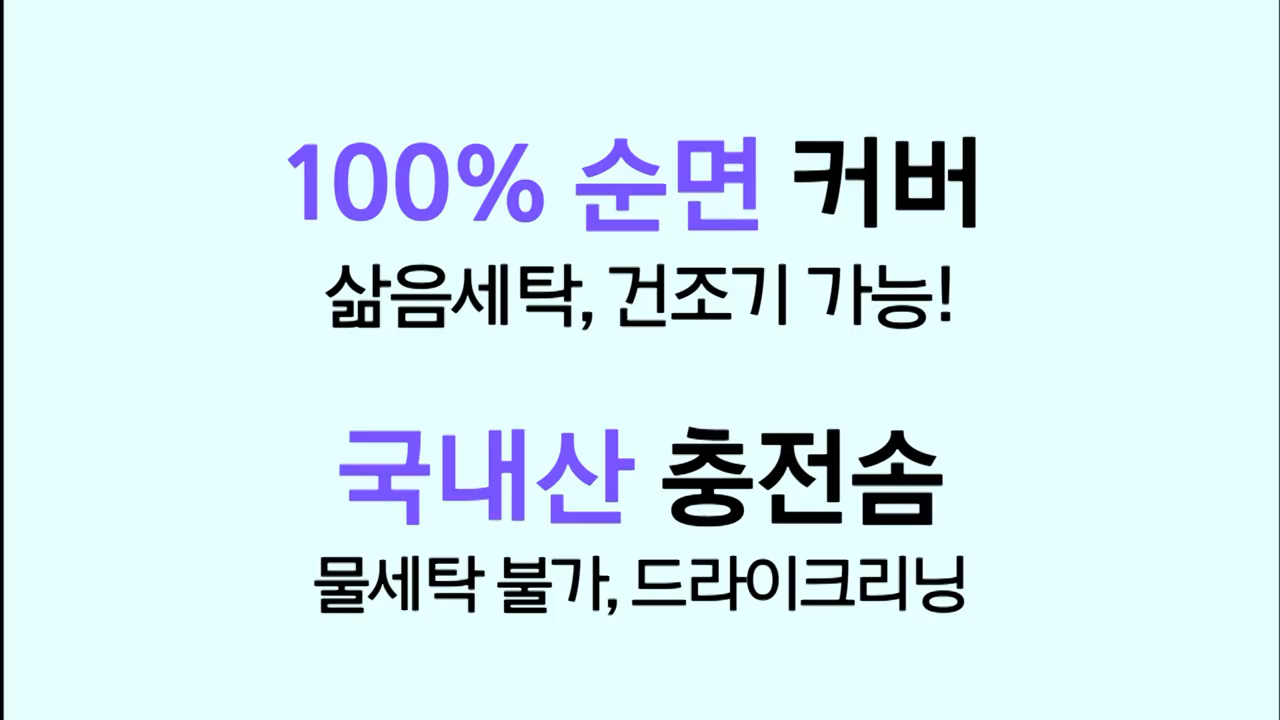 100% 순면 커버
삶음세탁, 건조기 가능!
국내산 충전솜
물세탁 불가, 드라이크리닝